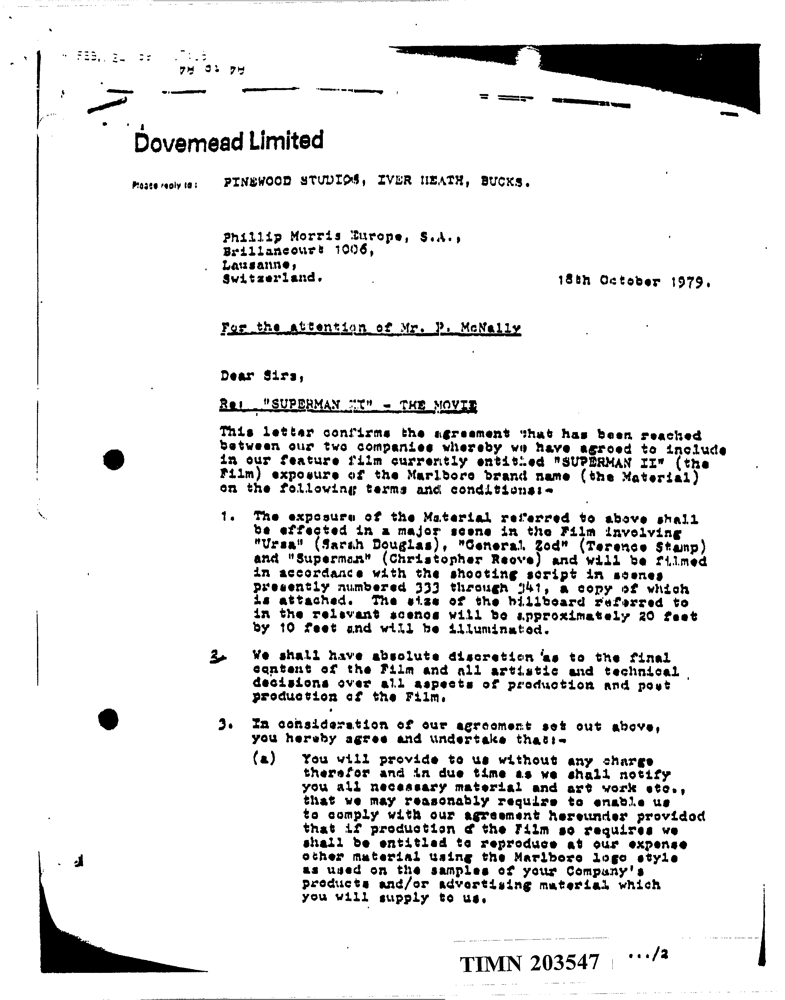 Dovemead Limited
Please reply to: PINEWOOD STUDIOS, IVER HEATH, BUCKS.
Phillip Morris Europe, S.A.,
Brillancourt 1006,
Lausanne,
Switzerland.
18th October 1979.
For the attention of Mr. P. McNally
Dear Sirs,
Re: "SUPERMAN II" - THE MOVIE
This letter confirms the agreement that has been reached
between our two companies whereby we have agreed to include
in our feature film currently entitled "SUPERMAN II" (the
Film) exposure of the Marlboro brand name (the Material)
on the following terms and conditions:-
1. The exposure of the Material referred to above shall
be effected in a major scene in the Film involving
"Ursa" (Sarah Douglas), "General Zod" (Terence Stamp)
and "Superman" (Christopher Reeve) and will be filmed
in accordance with the shooting script in scenes
presently numbered 333 through 341, a copy of which
is attached. The size of the billboard referred to
in the relevant scenes will be approximately 20 feet
by 10 feet and will be illuminated.
2. We shall have absolute discretion as to the final
content of the Film and all artistic and technical
decisions over all aspects of production and post
production of the Film.
3. In consideration of our agreement set out above,
you hereby agree and undertake that:-
(a) You will provide to us without any charge
therefor and in due time as we shall notify
you all necessary material and art work etc.,
that we may reasonably require to enable us
to comply with our agreement hereunder provided
that if production of the Film so requires we
shall be entitled to reproduce at our expense
other material using the Marlboro logo style
as used on the samples of your Company's
products and/or advertising material which
you will supply to us.
TIMN 203547 .../2